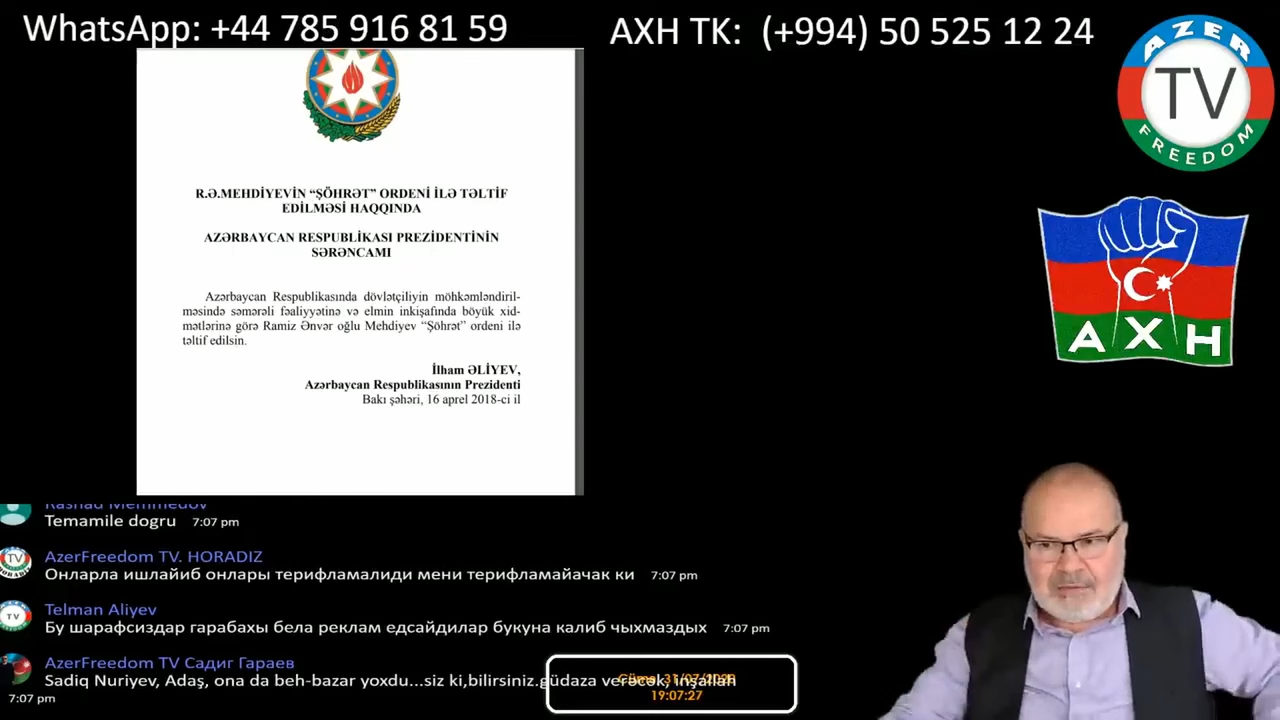 WhatsApp: +44 785 916 81 59
AXH TK: (+994) 50 525 12 24
AZER
TV
FREEDOM
R.Ə.MEHDİYEVİN “ŞÖHRƏT” ORDENİ İLƏ TƏLTİF
EDİLMƏSİ HAQQINDA
AZƏRBAYCAN RESPUBLİKASI PREZİDENTİNİN
SƏRƏNCAMI
Azərbaycan Respublikasında dövlətçiliyin möhkəmləndiril-
məsində səmərəli fəaliyyətinə və elmin inkişafında böyük xid-
mətlərinə görə Ramiz Ənvər oğlu Mehdiyev “Şöhrət” ordeni ilə
təltif edilsin.
İlham ƏLİYEV,
Azərbaycan Respublikasının Prezidenti
Bakı şəhəri, 16 aprel 2018-ci il
AXH
Rashad Memmedov
Temamile dogru 7:07 pm
AzerFreedom TV. HORADIZ
Онларла ишлайиб онлары терифламалиди мени терифламайачак ки 7:07 pm
Telman Aliyev
Бу шарафсиздар гарабахы бела реклам едсайдилар букуна калиб чыхмаздых 7:07 pm
AzerFreedom TV Садиг Гараев
Sadiq Nuriyev, Adaş, ona da beh-bazar yoxdu...siz ki,bilirsiniz.güdaza verəcək, inşallah
7:07 pm
31/07/2020
19:07:27